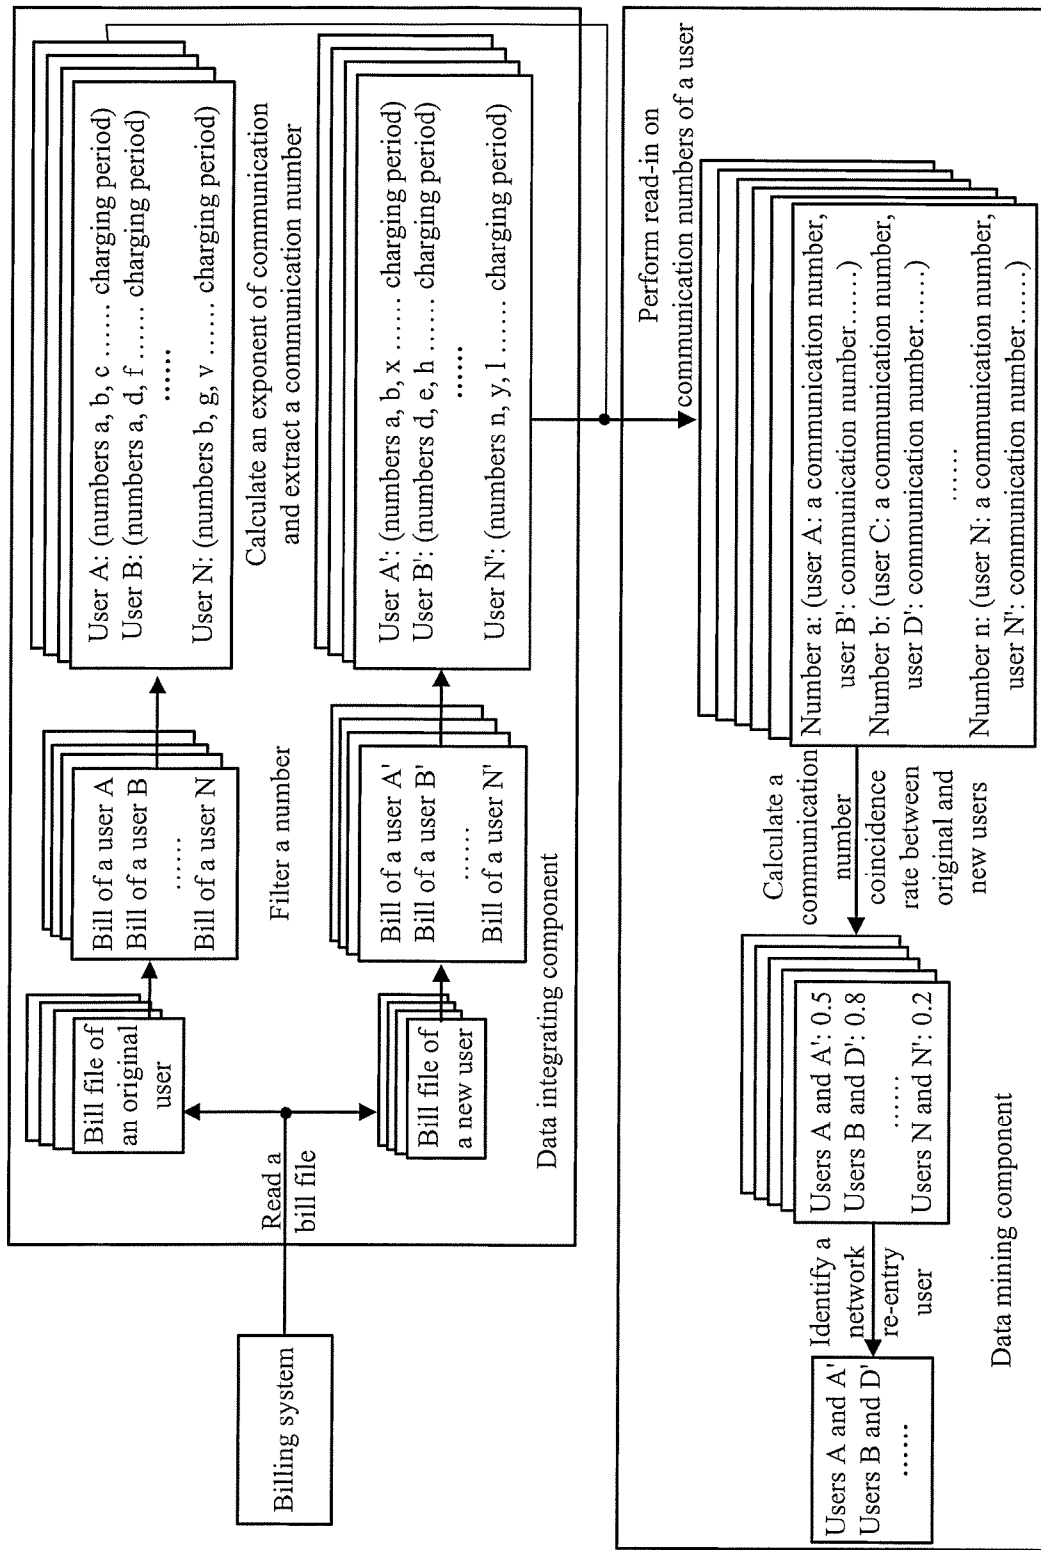 Billing system
Read a
bill file
Bill file of
an original
user
Bill file of
a new user
Bill of a user A
Bill of a user B
......
Bill of a user N
Filter a number
Bill of a user A'
Bill of a user B'
......
Bill of a user N'
User A: (numbers a, b, c ...... charging period)
User B: (numbers a, d, f ...... charging period)
......
User N: (numbers b, g, v ...... charging period)
Calculate an exponent of communication
and extract a communication number
User A': (numbers a, b, x ...... charging period)
User B': (numbers d, e, h ...... charging period)
......
User N': (numbers n, y, l ...... charging period)
Data integrating component
Perform read-in on
communication numbers of a user
Number a: (user A: a communication number,
user B': communication number......)
Number b: (user C: a communication number,
user D': communication number......)
......
Number n: (user N: a communication number,
user N': communication number......)
Calculate a
communication
number
coincidence
rate between
original and
new users
Users A and A': 0.5
Users B and D': 0.8
......
Users N and N': 0.2
Identify a
network
re-entry
user
Users A and A'
Users B and D'
......
Data mining component